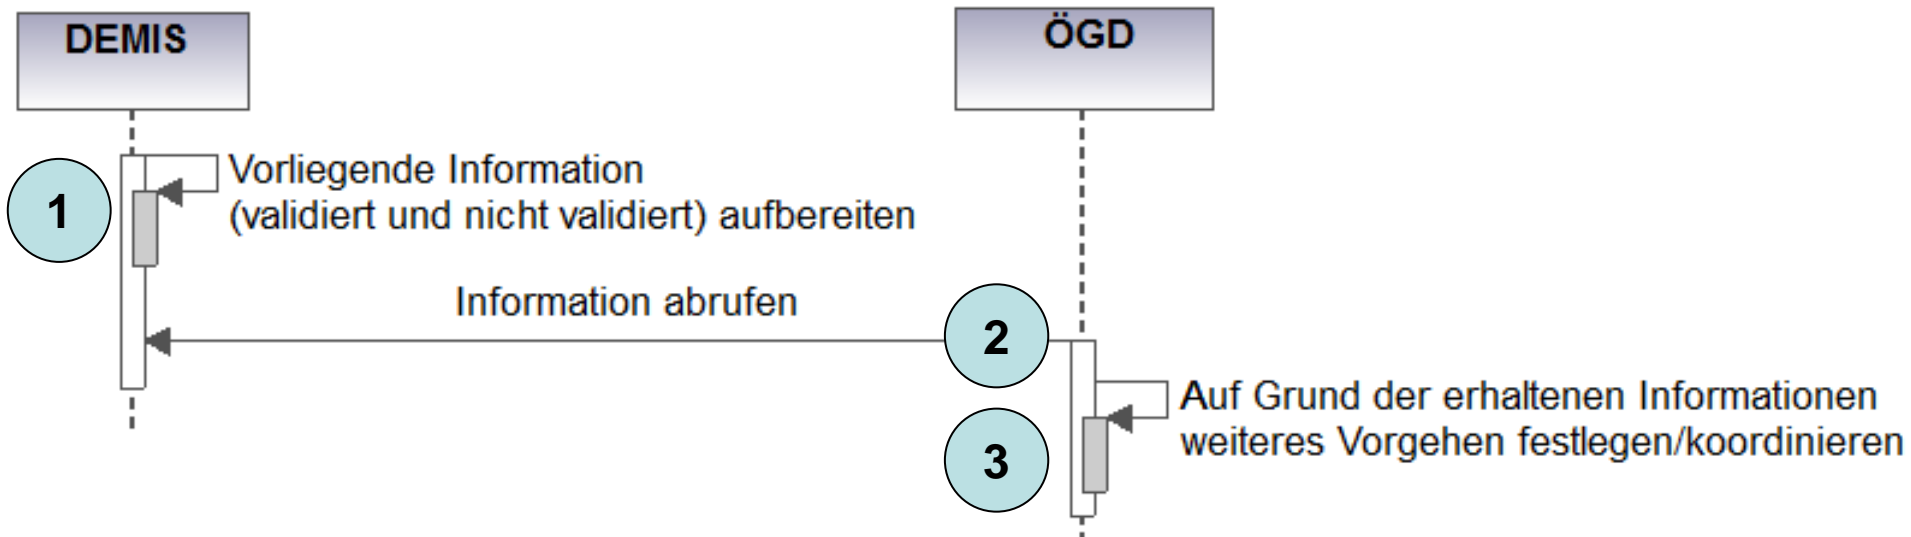 DEMIS
ÖGD
1
Vorliegende Information
(validiert und nicht validiert) aufbereiten
Information abrufen
2
Auf Grund der erhaltenen Informationen
weiteres Vorgehen festlegen/koordinieren
3